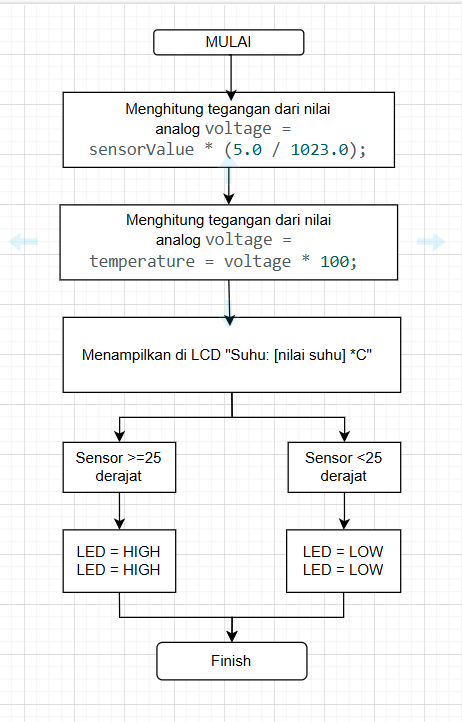 MULAI
Menghitung tegangan dari nilai
analog voltage =
sensorValue * (5.0 / 1023.0);
Menghitung tegangan dari nilai
analog voltage =
temperature = voltage * 100;
Menampilkan di LCD "Suhu: [nilai suhu] *C"
Sensor >=25
derajat
Sensor <25
derajat
LED = HIGH
LED = HIGH
LED = LOW
LED = LOW
Finish